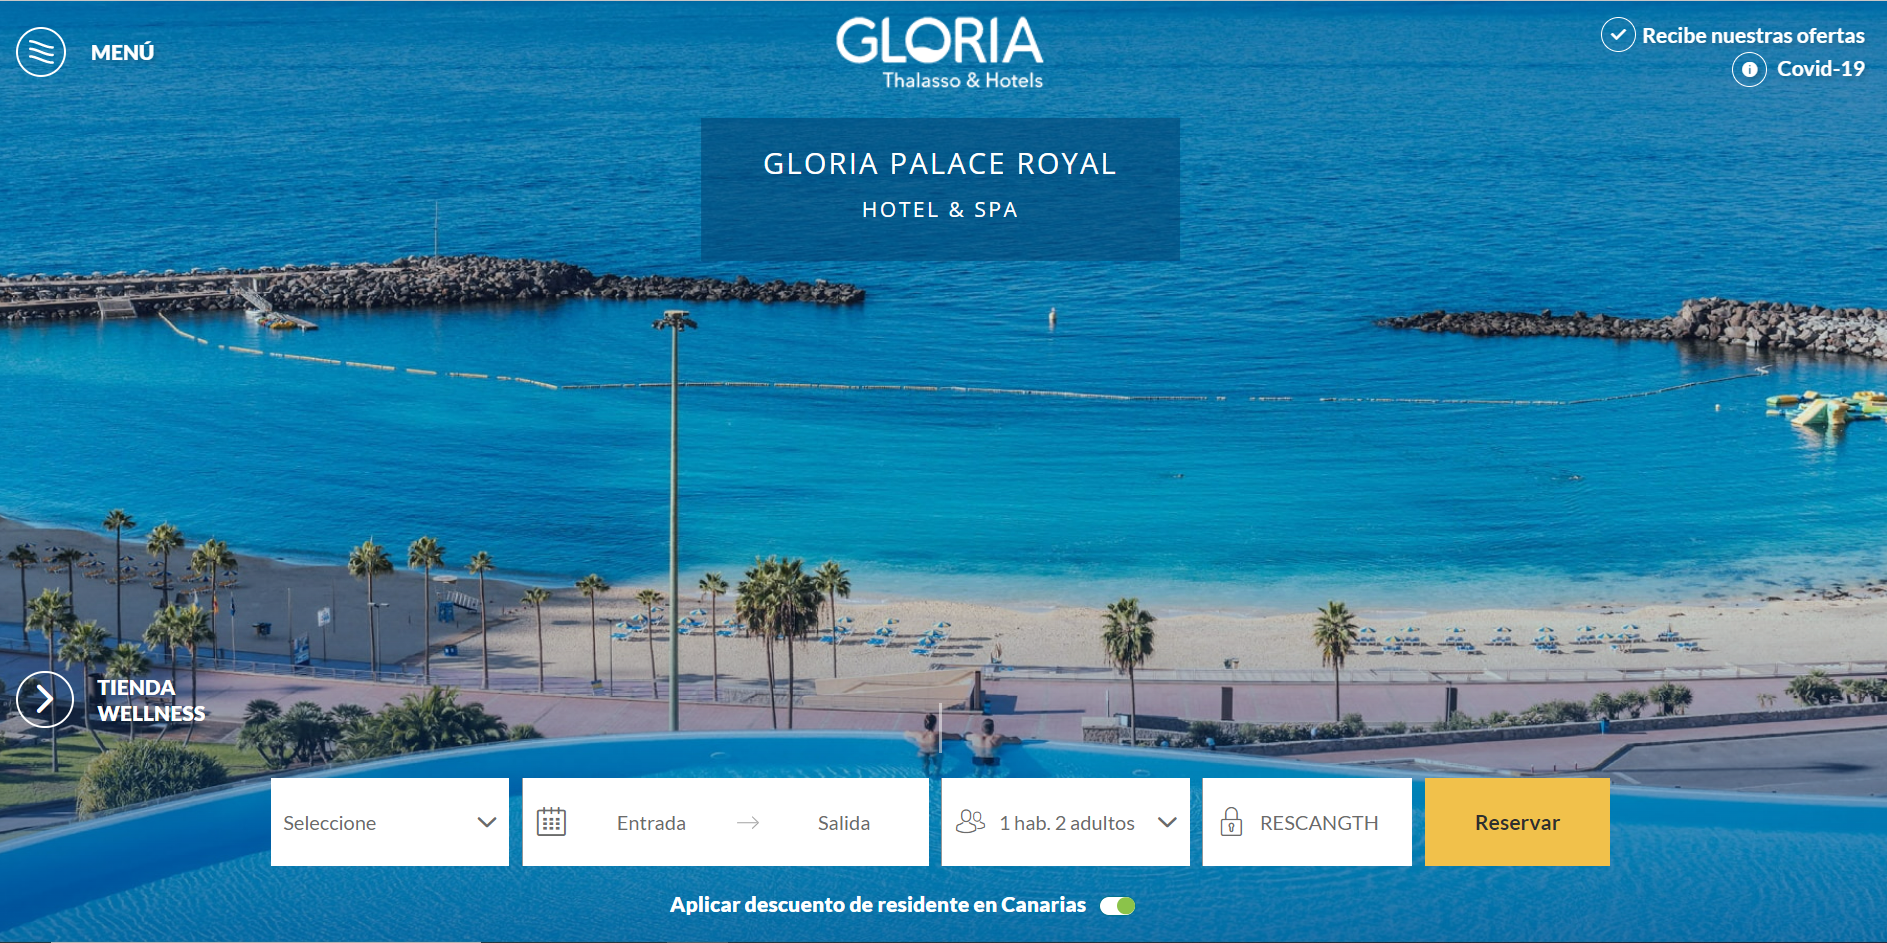 MENÚ
GLORIA
Thalasso & Hotels
Recibe nuestras ofertas
Covid-19
GLORIA PALACE ROYAL
HOTEL & SPA
TIENDA
WELLNESS
Seleccione
Entrada
Salida
1 hab. 2 adultos
RESCANGTH
Reservar
Aplicar descuento de residente en Canarias